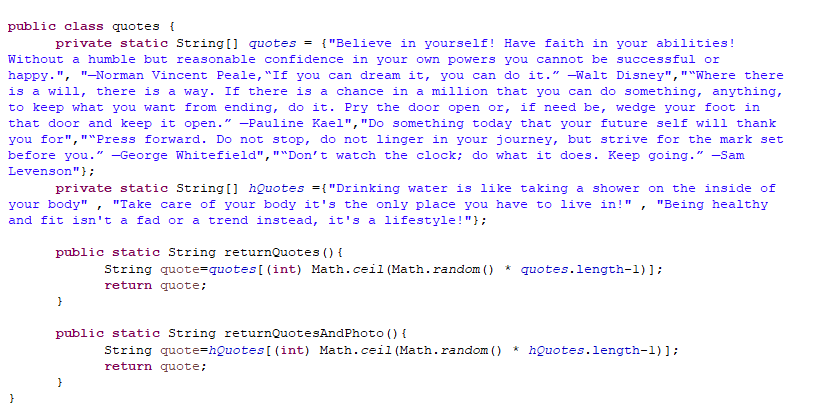 public class quotes {
private static String[] quotes = {"Believe in yourself! Have faith in your abilities!
Without a humble but reasonable confidence in your own powers you cannot be successful or
happy.", "—Norman Vincent Peale,“If you can dream it, you can do it.” —Walt Disney","“Where there
is a will, there is a way. If there is a chance in a million that you can do something, anything,
to keep what you want from ending, do it. Pry the door open or, if need be, wedge your foot in
that door and keep it open.” —Pauline Kael","Do something today that your future self will thank
you for","“Press forward. Do not stop, do not linger in your journey, but strive for the mark set
before you.” —George Whitefield","“Don’t watch the clock; do what it does. Keep going.” —Sam
Levenson"};
private static String[] hQuotes ={"Drinking water is like taking a shower on the inside of
your body" , "Take care of your body it's the only place you have to live in!" , "Being healthy
and fit isn't a fad or a trend instead, it's a lifestyle!"};
public static String returnQuotes(){
String quote=quotes[(int) Math.ceil(Math.random() * quotes.length-1)];
return quote;
}
public static String returnQuotesAndPhoto(){
String quote=hQuotes[(int) Math.ceil(Math.random() * hQuotes.length-1)];
return quote;
}
}